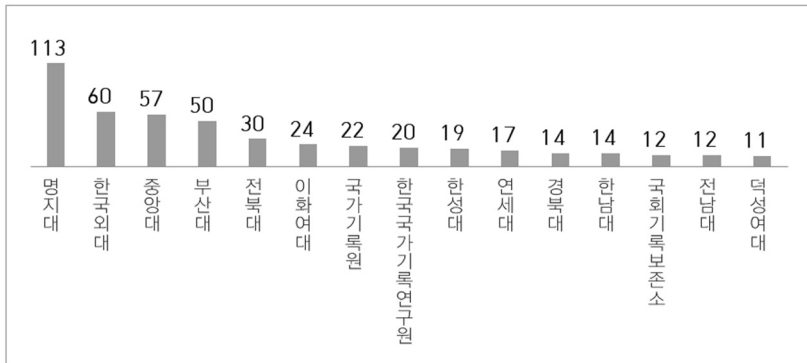 113
60
57
50
30
24
22
20
19
17
14
14
12
12
11
명지대
한국외대
중앙대
부산대
전북대
이화여대
국가기록원
한국국가기록연구원
한성대
연세대
경북대
한남대
국회기록보존소
전남대
덕성여대